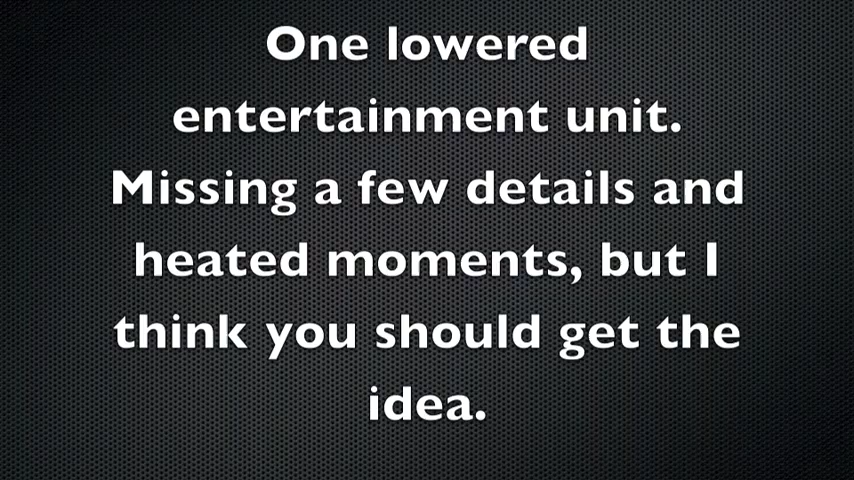 One lowered
entertainment unit.
Missing a few details and
heated moments, but I
think you should get the
idea.